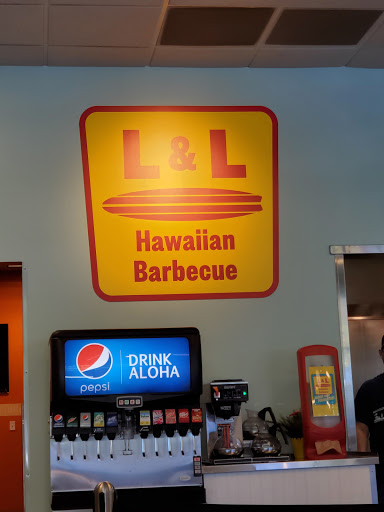 L & L
Hawaiian
Barbecue
pepsi
DRINK
ALOHA